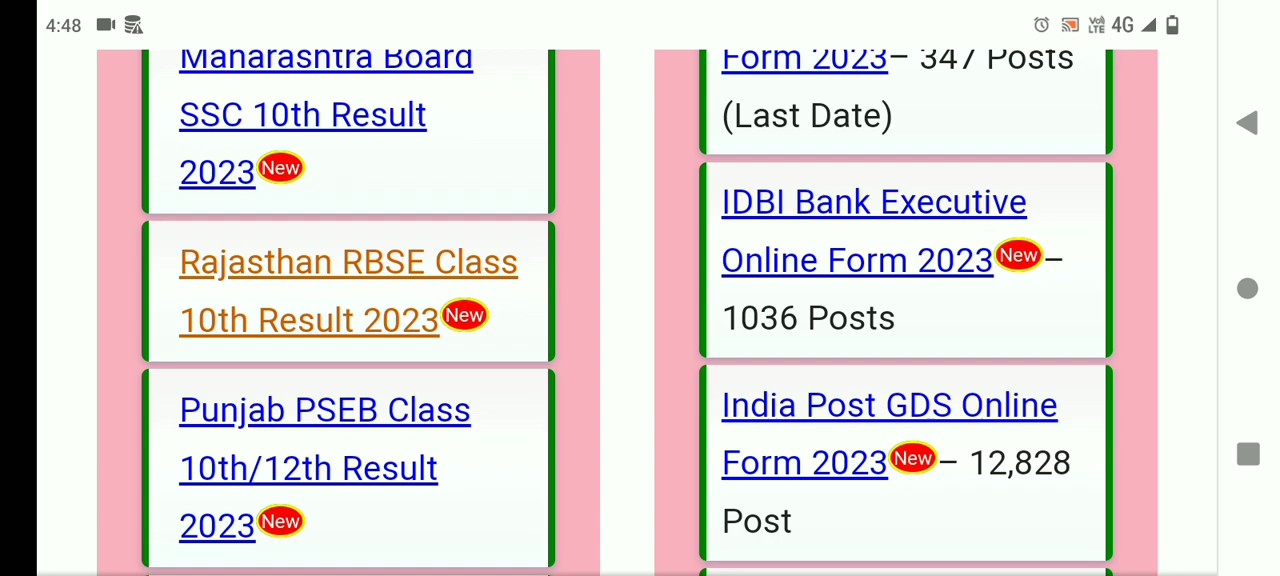 4:48
VoI LTE 4G
Maharashtra Board
SSC 10th Result
2023 New
Rajasthan RBSE Class
10th Result 2023 New
Punjab PSEB Class
10th/12th Result
2023 New
Form 2023– 347 Posts
(Last Date)
IDBI Bank Executive
Online Form 2023 New –
1036 Posts
India Post GDS Online
Form 2023 New – 12,828
Post